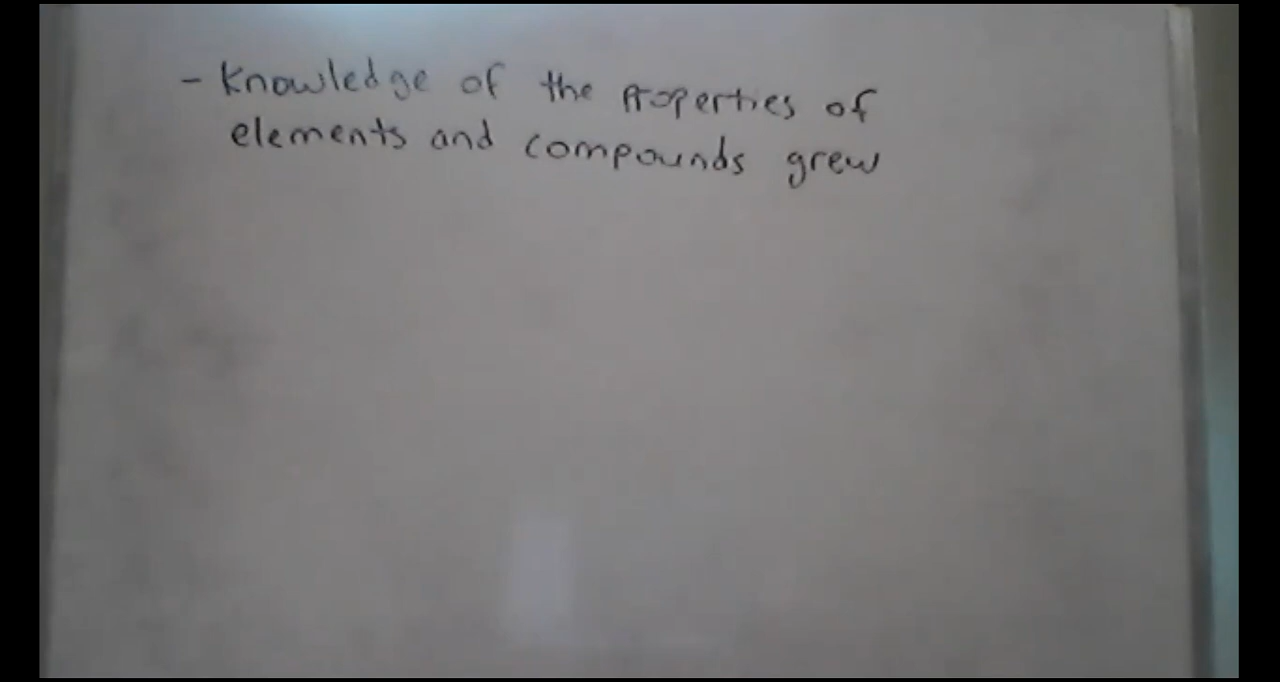 - Knowledge of the properties of
elements and compounds grew